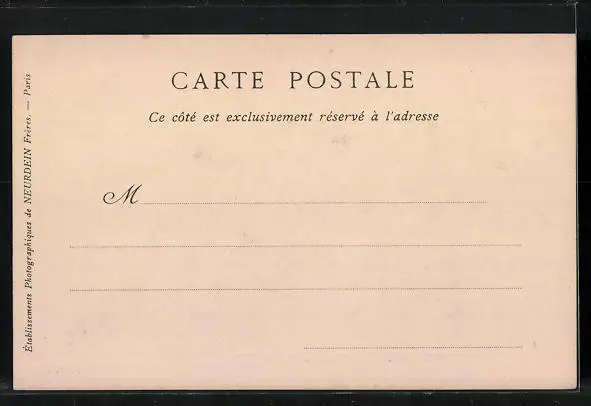 CARTE POSTALE
Ce côté est exclusivement réservé à l'adresse
M
Établissements Photographiques de NEURDEIN Frères. — Paris